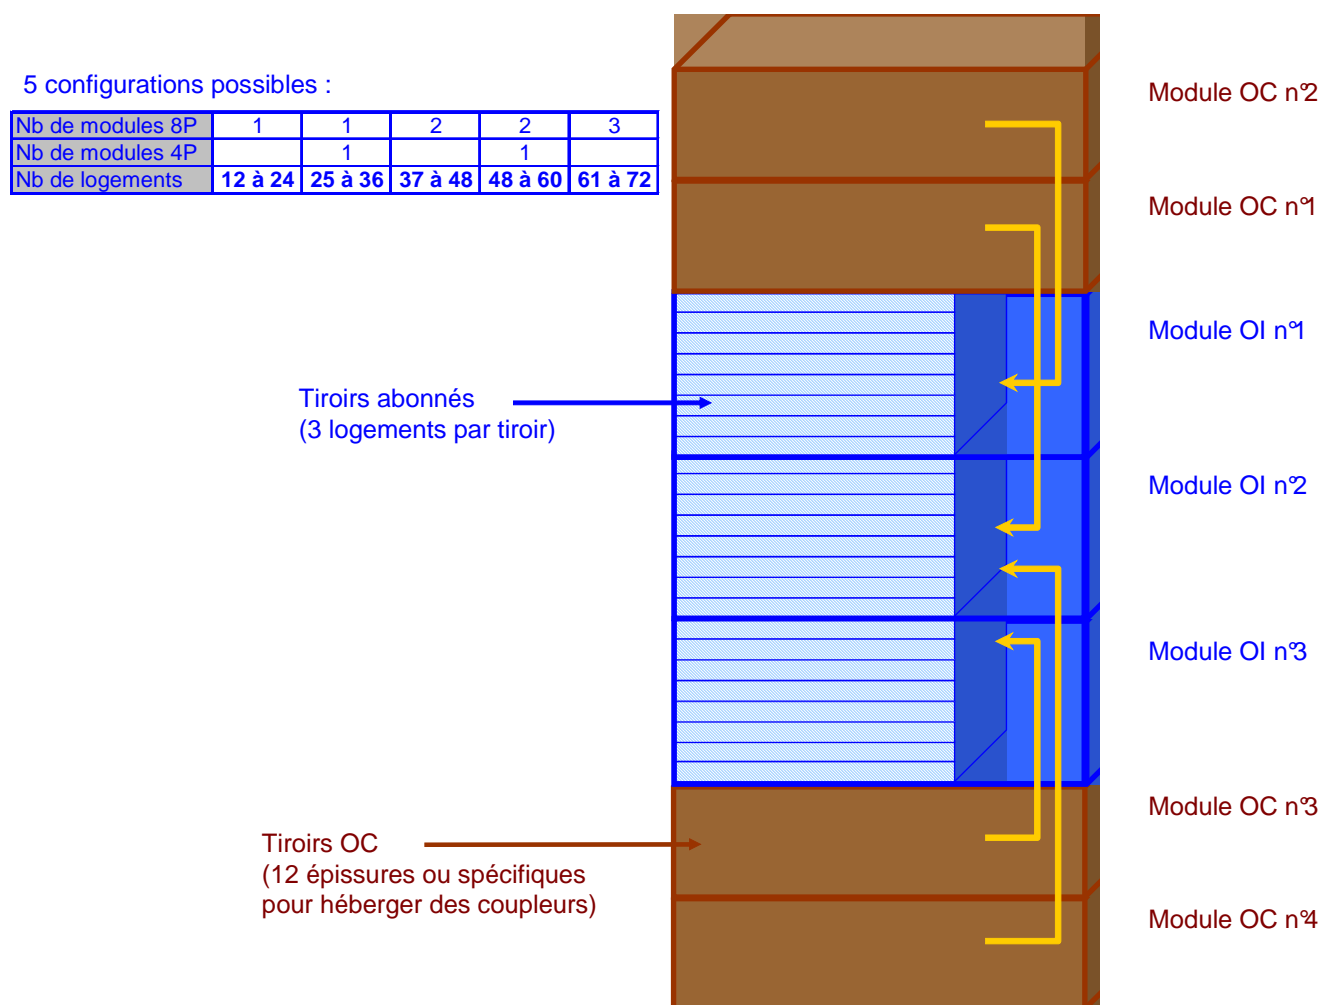 5 configurations possibles :
Nb de modules 8P 1 1 2 2 3
Nb de modules 4P 1 1
Nb de logements 12 à 24 25 à 36 37 à 48 48 à 60 61 à 72
Module OC n°2
Module OC n°1
Module OI n°1
Tiroirs abonnés
(3 logements par tiroir)
Module OI n°2
Module OI n°3
Module OC n°3
Tiroirs OC
(12 épissures ou spécifiques
pour héberger des coupleurs)
Module OC n°4